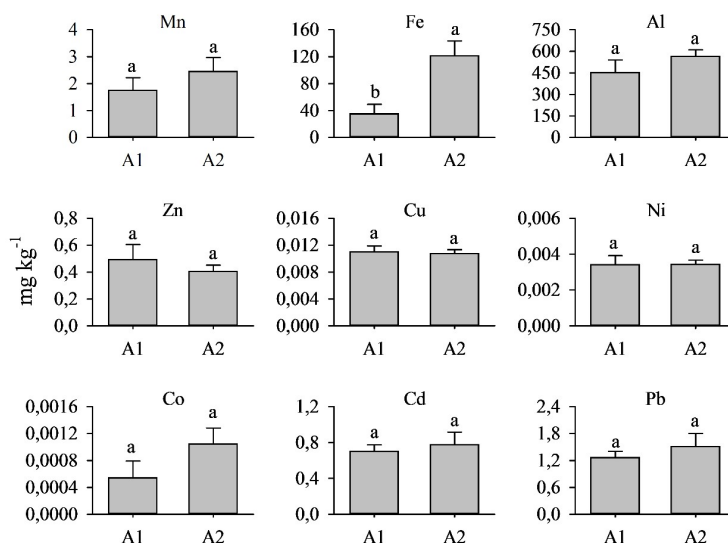 Mn
4
3
2
1
0
a
a
A1
A2
Fe
160
120
80
40
0
b
a
A1
A2
Al
750
600
450
300
150
0
a
a
A1
A2
mg kg-1
Zn
0,8
0,6
0,4
0,2
0,0
a
a
A1
A2
Cu
0,016
0,012
0,008
0,004
0,000
a
a
A1
A2
Ni
0,006
0,004
0,002
0,000
a
a
A1
A2
Co
0,0016
0,0012
0,0008
0,0004
0,0000
a
a
A1
A2
Cd
1,2
0,8
0,4
0,0
a
a
A1
A2
Pb
2,4
1,8
1,2
0,6
0,0
a
a
A1
A2